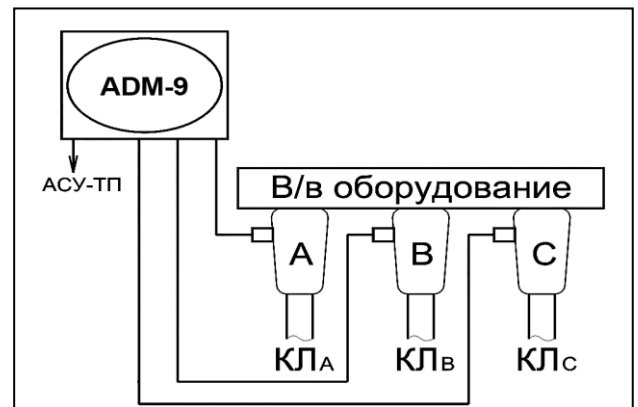 ADM-9
АСУ-ТП
В/в оборудование
А В С
КЛА КЛВ КЛС